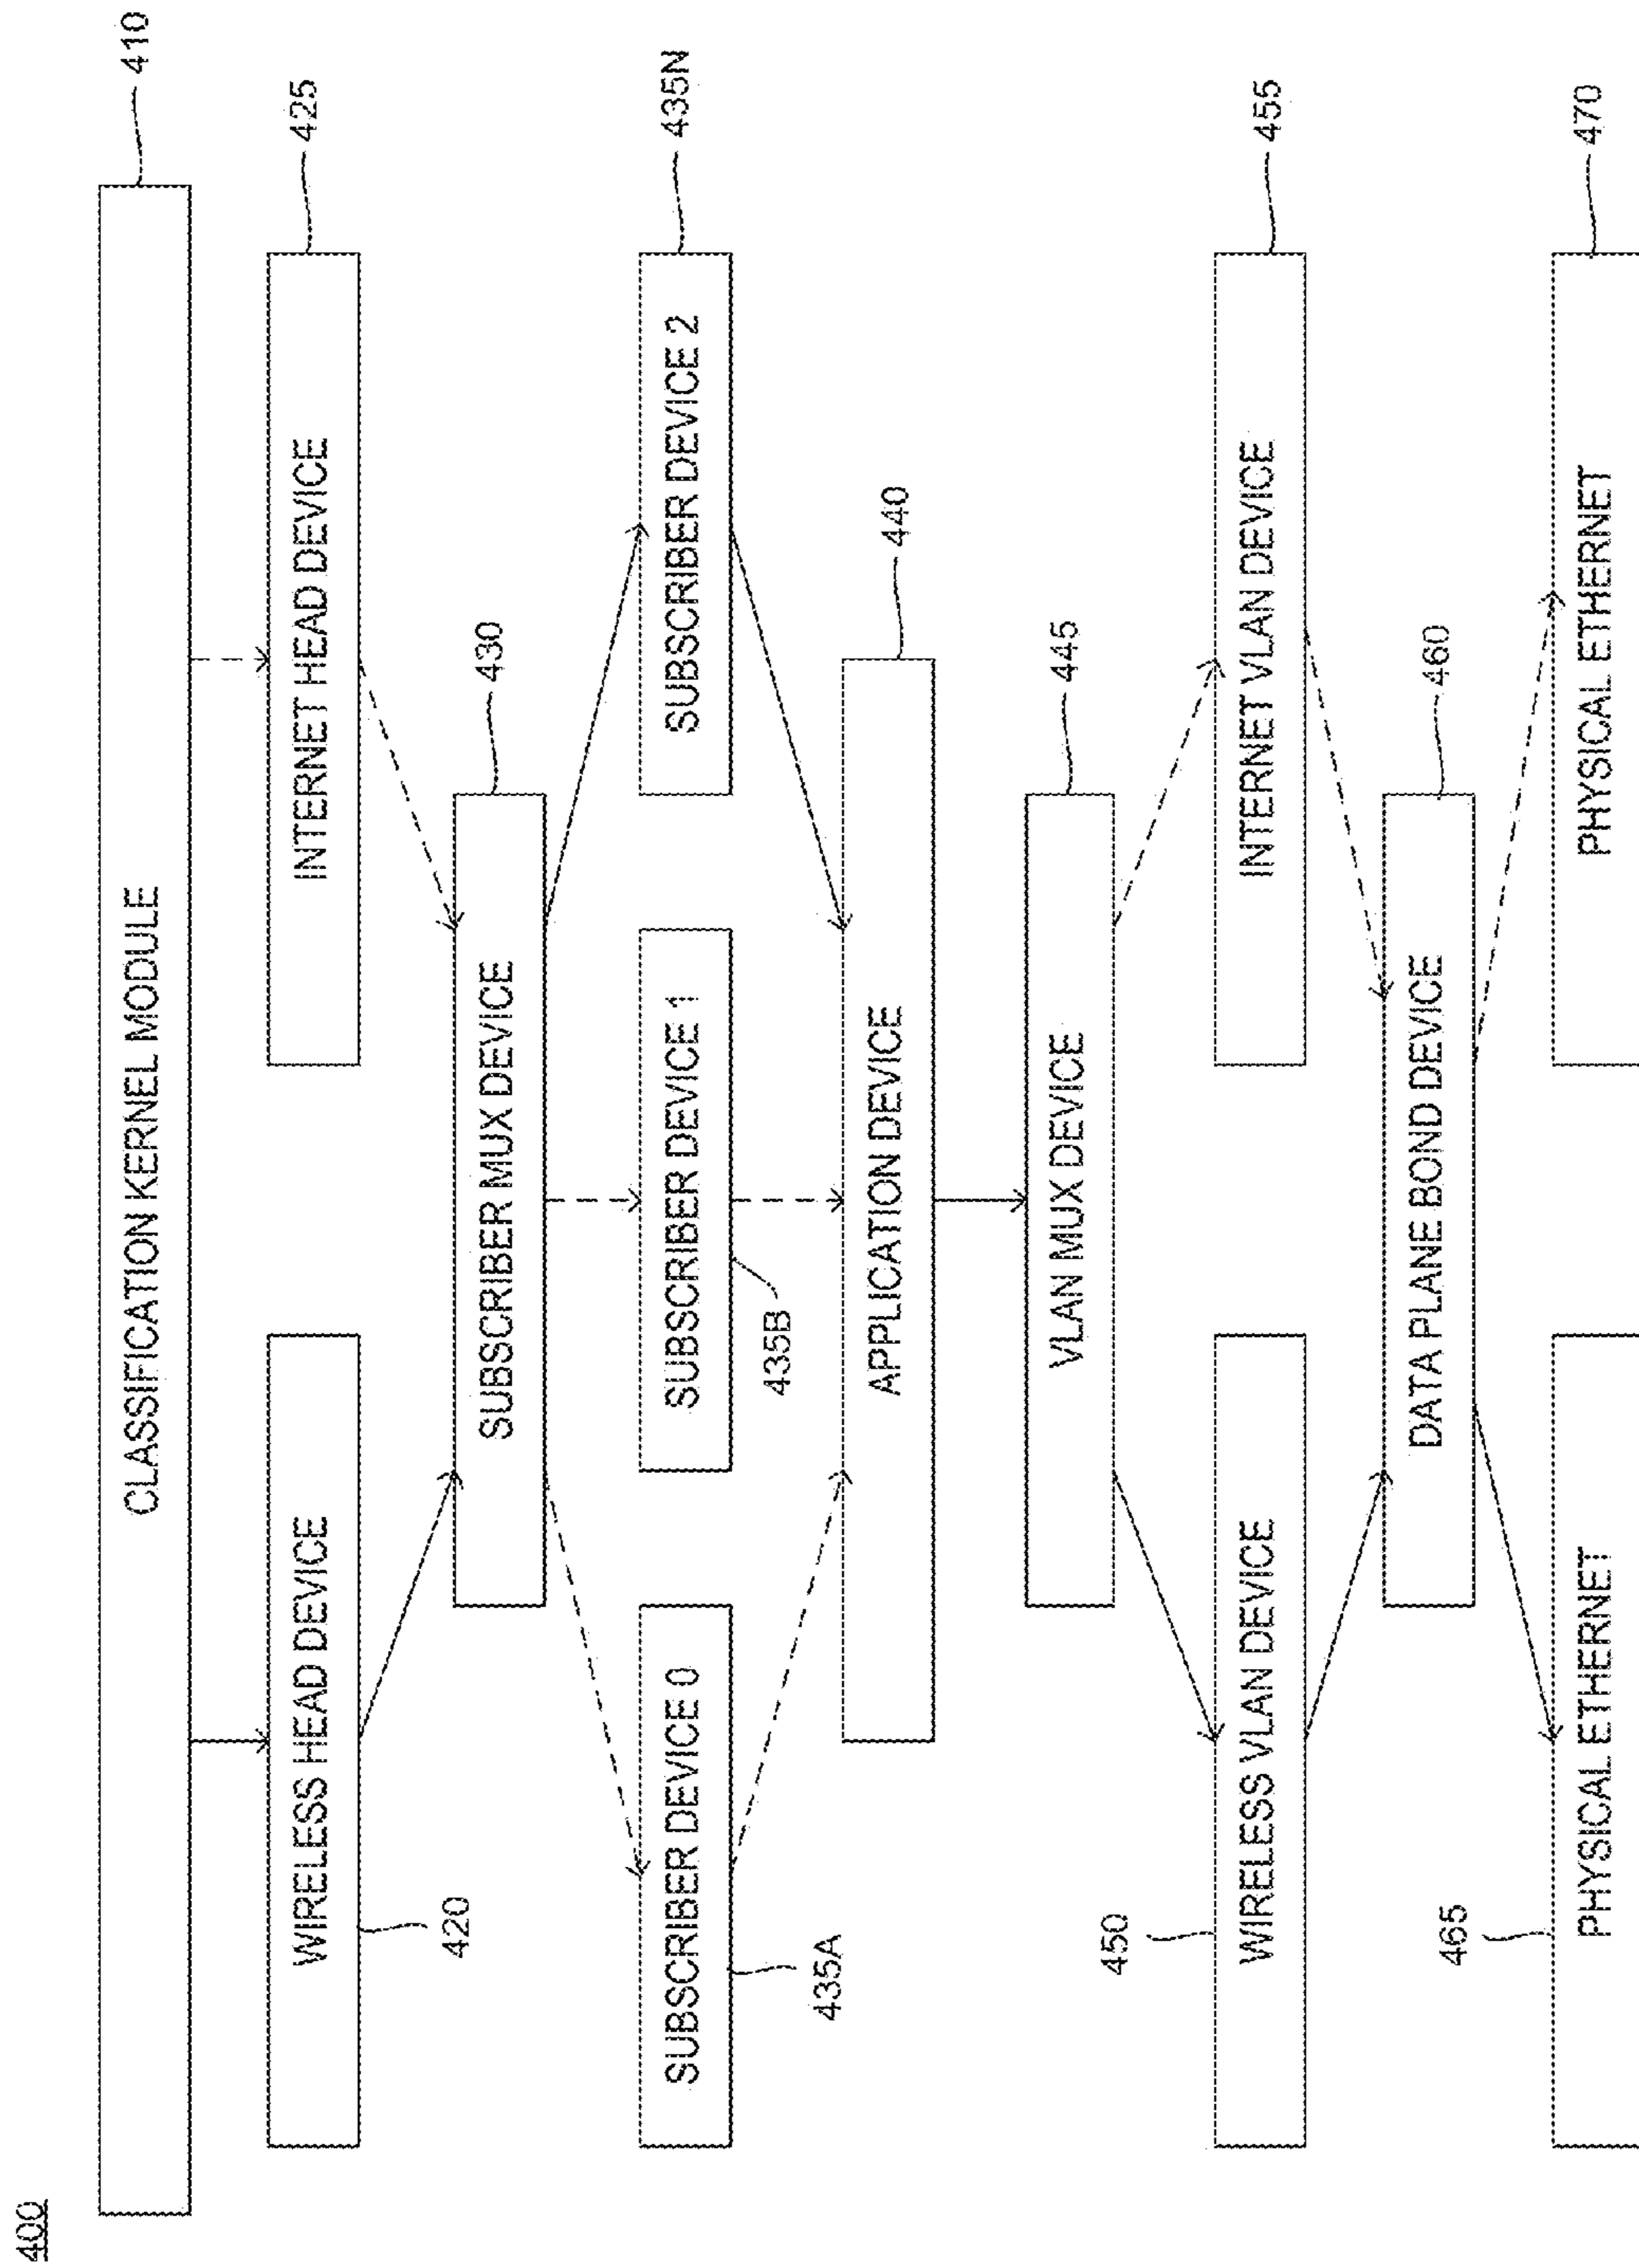 400
CLASSIFICATION KERNEL MODULE
410
WIRELESS HEAD DEVICE
420
INTERNET HEAD DEVICE
425
SUBSCRIBER MUX DEVICE
430
SUBSCRIBER DEVICE 0
435A
SUBSCRIBER DEVICE 1
435B
SUBSCRIBER DEVICE 2
435N
APPLICATION DEVICE
440
VLAN MUX DEVICE
445
WIRELESS VLAN DEVICE
450
INTERNET VLAN DEVICE
455
DATA PLANE BOND DEVICE
460
PHYSICAL ETHERNET
465
PHYSICAL ETHERNET
470